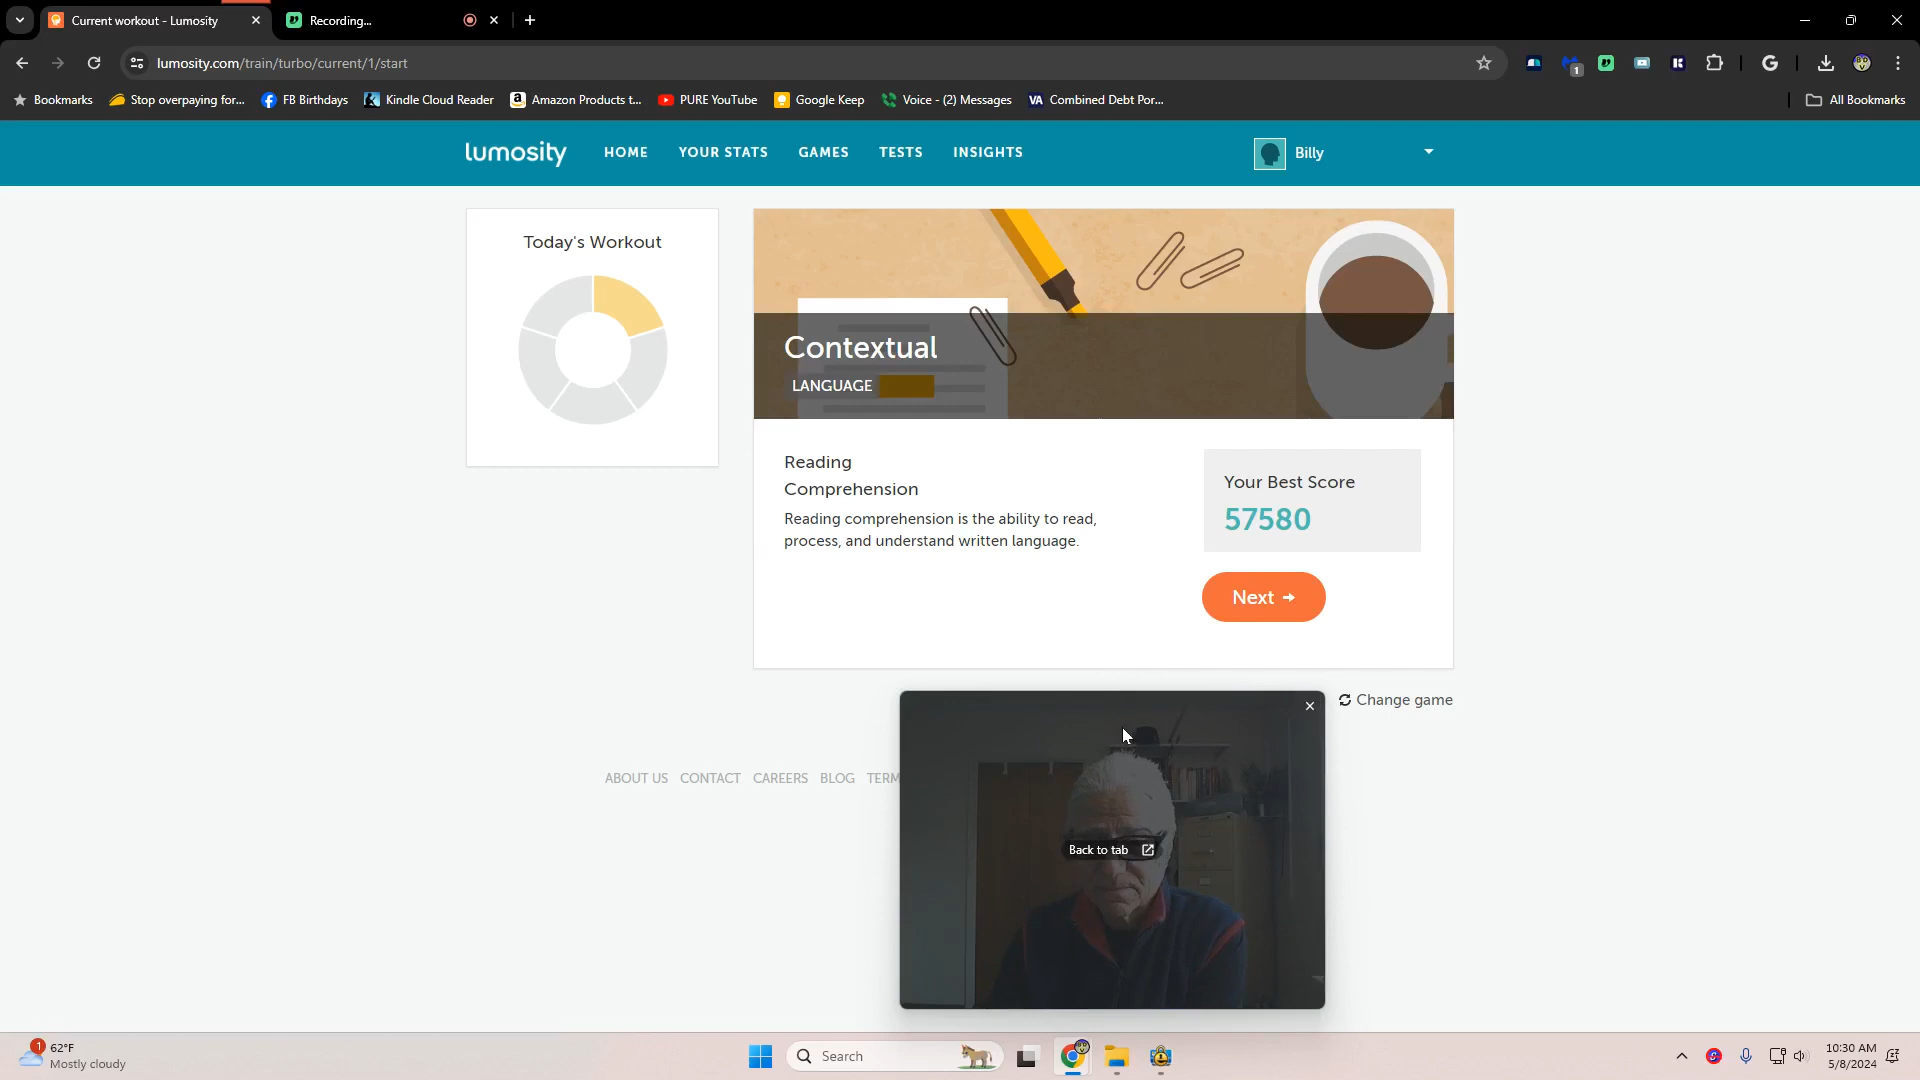 Current workout - Lumosity
Recording...
lumosity.com/train/turbo/current/1/start
1
Bookmarks
Stop overpaying for...
FB Birthdays
Kindle Cloud Reader
Amazon Products t...
PURE YouTube
Google Keep
Voice - (2) Messages
VA Combined Debt Por...
All Bookmarks
lumosity
HOME
YOUR STATS
GAMES
TESTS
INSIGHTS
Billy
Today's Workout
Contextual
LANGUAGE
Reading
Comprehension
Reading comprehension is the ability to read,
process, and understand written language.
Your Best Score
57580
Next
Change game
Back to tab
ABOUT US
CONTACT
CAREERS
BLOG
TERM
1
62°F
Mostly cloudy
Search
10:30 AM
5/8/2024